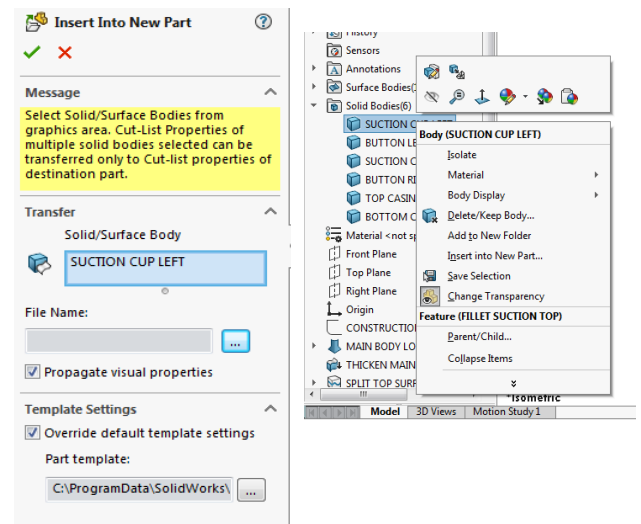 Insert Into New Part
Message
Select Solid/Surface Bodies from
graphics area. Cut-List Properties of
multiple solid bodies selected can be
transferred only to Cut-list properties of
destination part.
Transfer
Solid/Surface Body
SUCTION CUP LEFT
File Name:
...
Propagate visual properties
Template Settings
Override default template settings
Part template:
C:\ProgramData\SolidWorks\
...
History
Sensors
Annotations
Surface Bodies(
Solid Bodies(6)
SUCTION CUP LEFT
BUTTON LE
SUCTION C
BUTTON RI
TOP CASIN
BOTTOM C
Material <not sp
Front Plane
Top Plane
Right Plane
Origin
CONSTRUCTIO
MAIN BODY LO
THICKEN MAIN
SPLIT TOP SURF
Body (SUCTION CUP LEFT)
Isolate
Material
Body Display
Delete/Keep Body...
Add to New Folder
Insert into New Part...
Save Selection
Change Transparency
Feature (FILLET SUCTION TOP)
Parent/Child...
Collapse Items
*Isometric
Model 3D Views Motion Study 1